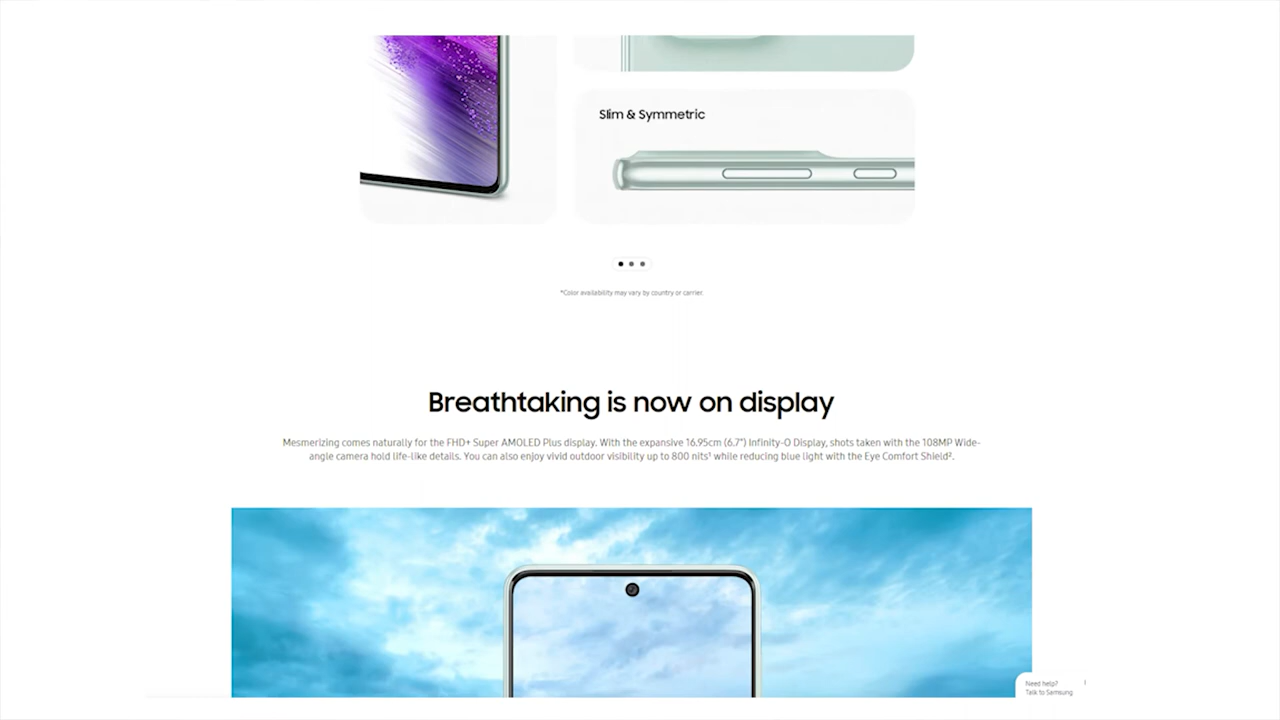 Slim & Symmetric
*Color availability may vary by country or carrier.
Breathtaking is now on display
Mesmerizing comes naturally for the FHD+ Super AMOLED Plus display. With the expansive 16.95cm (6.7") Infinity-O Display, shots taken with the 108MP Wide-
angle camera hold life-like details. You can also enjoy vivid outdoor visibility up to 800 nits¹ while reducing blue light with the Eye Comfort Shield².
Need help?
Talk to Samsung